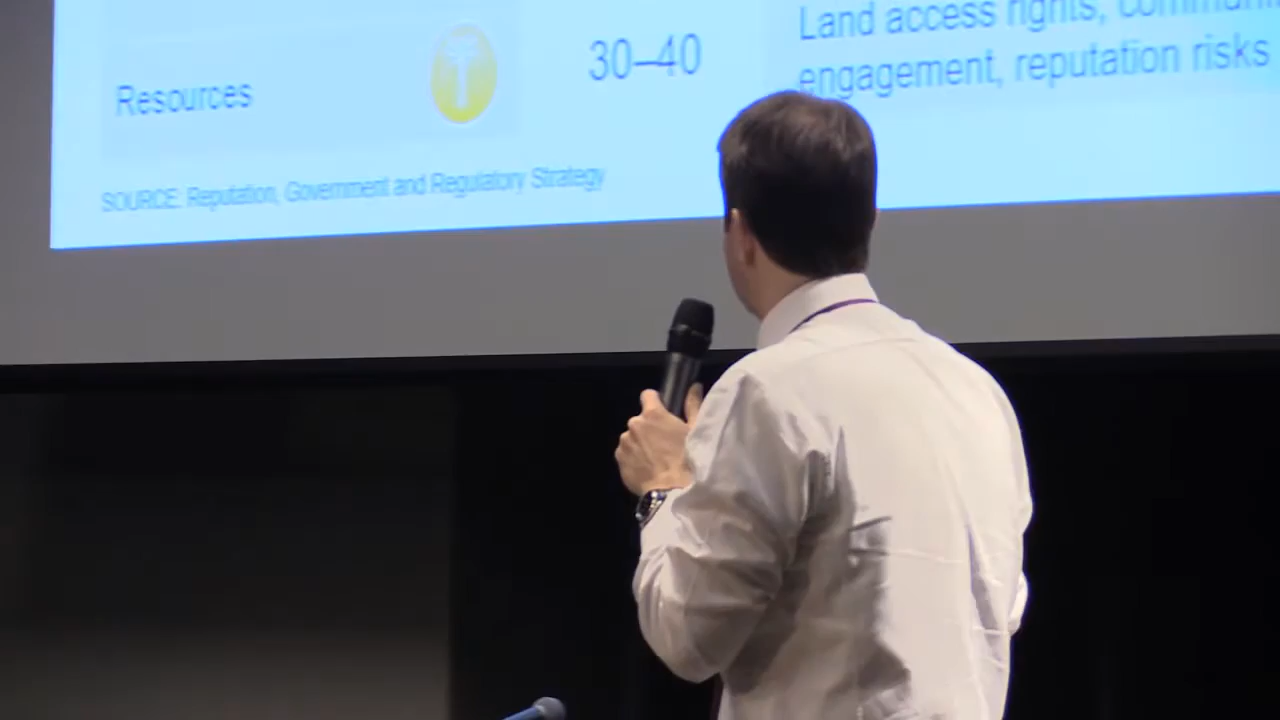 Land access rights,
30–40
engagement, reputation risks
Resources
SOURCE: Reputation, Government and Regulatory Strategy